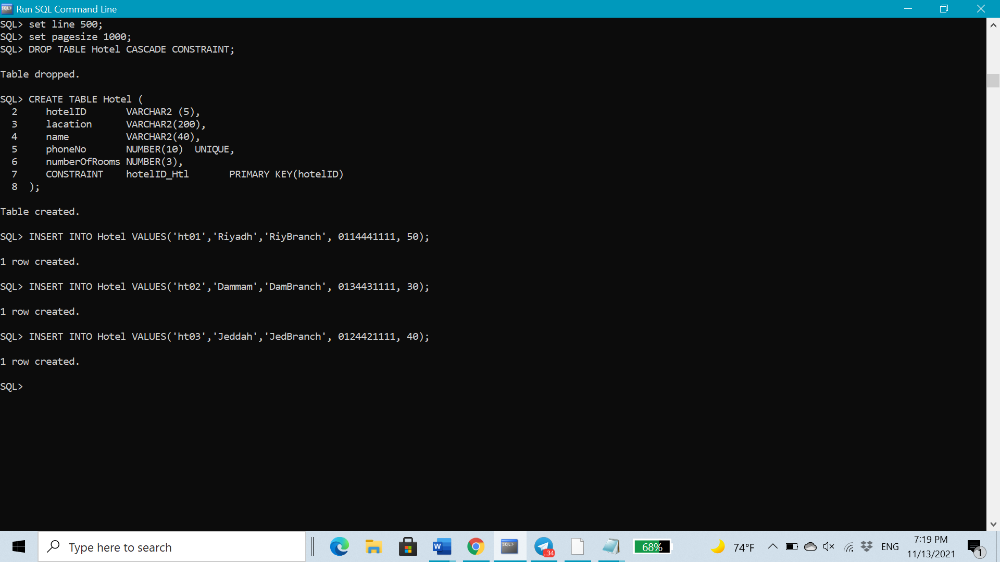 Run SQL Command Line
SQL> set line 500;
SQL> set pagesize 1000;
SQL> DROP TABLE Hotel CASCADE CONSTRAINT;
Table dropped.
SQL> CREATE TABLE Hotel (
2 hotelID VARCHAR2 (5),
3 lacation VARCHAR2(200),
4 name VARCHAR2(40),
5 phoneNo NUMBER(10) UNIQUE,
6 numberOfRooms NUMBER(3),
7 CONSTRAINT hotelID_Htl PRIMARY KEY(hotelID)
8 );
Table created.
SQL> INSERT INTO Hotel VALUES('ht01','Riyadh','RiyBranch', 0114441111, 50);
1 row created.
SQL> INSERT INTO Hotel VALUES('ht02','Dammam','DamBranch', 0134431111, 30);
1 row created.
SQL> INSERT INTO Hotel VALUES('ht03','Jeddah','JedBranch', 0124421111, 40);
1 row created.
SQL>
Type here to search
W
SQL>
..34
68%
74°F
ENG
7:19 PM
11/13/2021
1